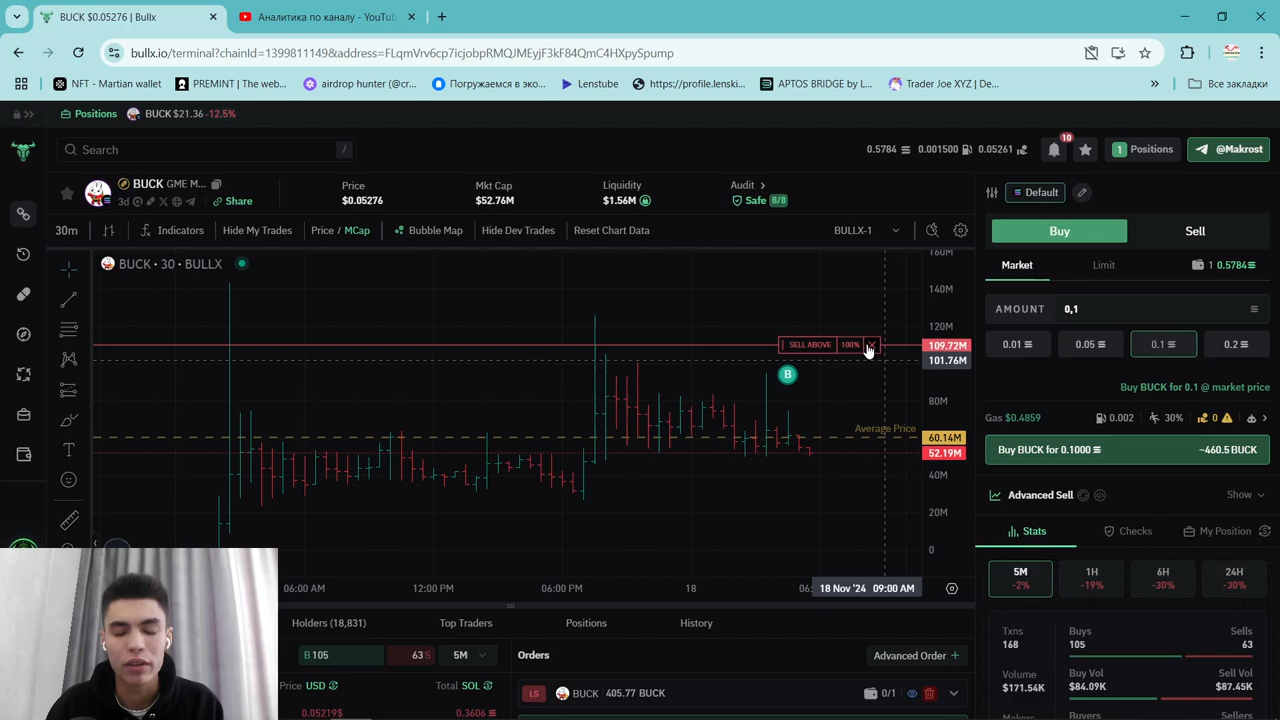 BUCK $0.05276 | Bullx
Аналитика по каналу - YouTub
bullx.io/terminal?chainId=1399811149&address=FLqmVrv6cp7icjobpRMQJMEyjF3kF84QmC4HXpySpump
NFT - Martian wallet
PREMINT | The web...
airdrop hunter (@cr...
Погружаемся в эко...
Lenstube
https://profile.lenski...
APTOS BRIDGE by L...
Trader Joe XYZ | De...
Все закладки
Positions
BUCK $21.36 -12.5%
Search /
0.5784
0.001500
0.05261
10
1 Positions
@Makrost
BUCK GME M...
3d
Share
Price
$0.05276
Mkt Cap
$52.76M
Liquidity
$1.56M
Audit
Safe 8/8
Default
30m
Indicators
Hide My Trades
Price / MCap
Bubble Map
Hide Dev Trades
Reset Chart Data
BULLX-1
Buy
Sell
BUCK · 30 · BULLX
Market
Limit
1 0.5784
AMOUNT 0,1
0.01
0.05
0.1
0.2
Buy BUCK for 0.1 @ market price
Gas $0.4859
0.002
30%
0
Buy BUCK for 0.1000
~460.5 BUCK
Advanced Sell
Show
Stats
Checks
My Position
5M
-2%
1H
-19%
6H
-30%
24H
-30%
Txns
168
Buys
105
Sells
63
Volume
$171.54K
Buy Vol
$84.09K
Sell Vol
$87.45K
Makers
Buyers
Sellers
160M
140M
120M
SELL ABOVE 100%
109.72M
101.76M
B
80M
Average Price
60.14M
52.19M
40M
20M
0
06:00 AM
12:00 PM
06:00 PM
18
06:
18 Nov '24 09:00 AM
Holders (18,831)
Top Traders
Positions
History
B 105
63 S
5M
Orders
Advanced Order +
Price USD
Total SOL
LS
BUCK
405.77 BUCK
0/1
0.05219$
0.3606